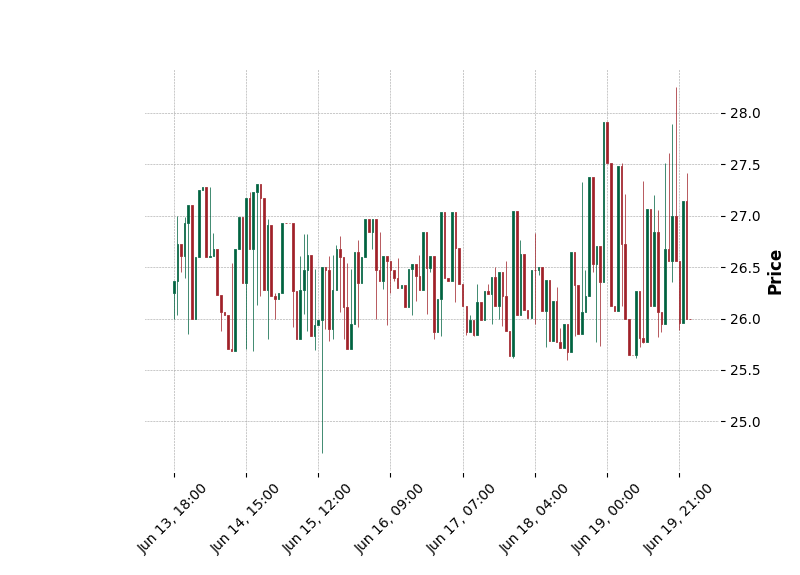 28.0
27.5
27.0
26.5
26.0
25.5
25.0
Price
Jun 13, 18:00
Jun 14, 15:00
Jun 15, 12:00
Jun 16, 09:00
Jun 17, 07:00
Jun 18, 04:00
Jun 19, 00:00
Jun 19, 21:00